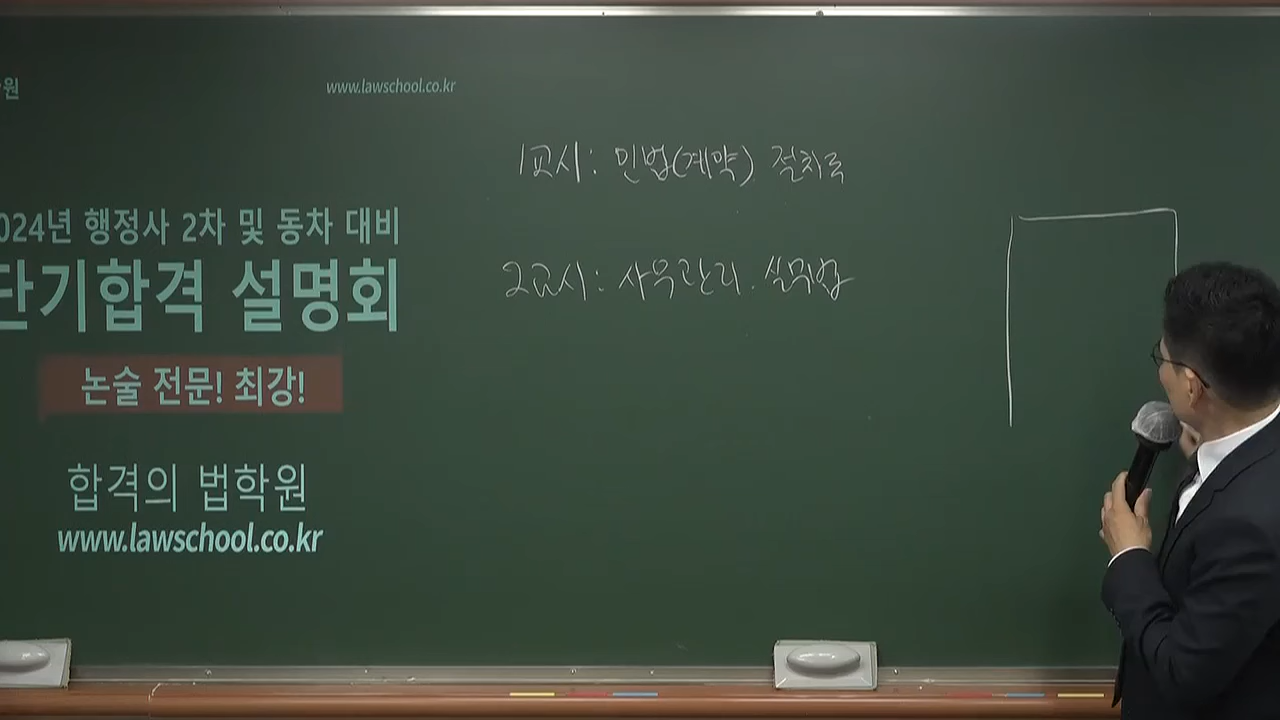 원
www.lawschool.co.kr
024년 행정사 2차 및 동차 대비
단기합격 설명회
논술 전문! 최강!
합격의 법학원
www.lawschool.co.kr
1교시: 민법(계약) 절차론
2교시: 사무관리. 실무법